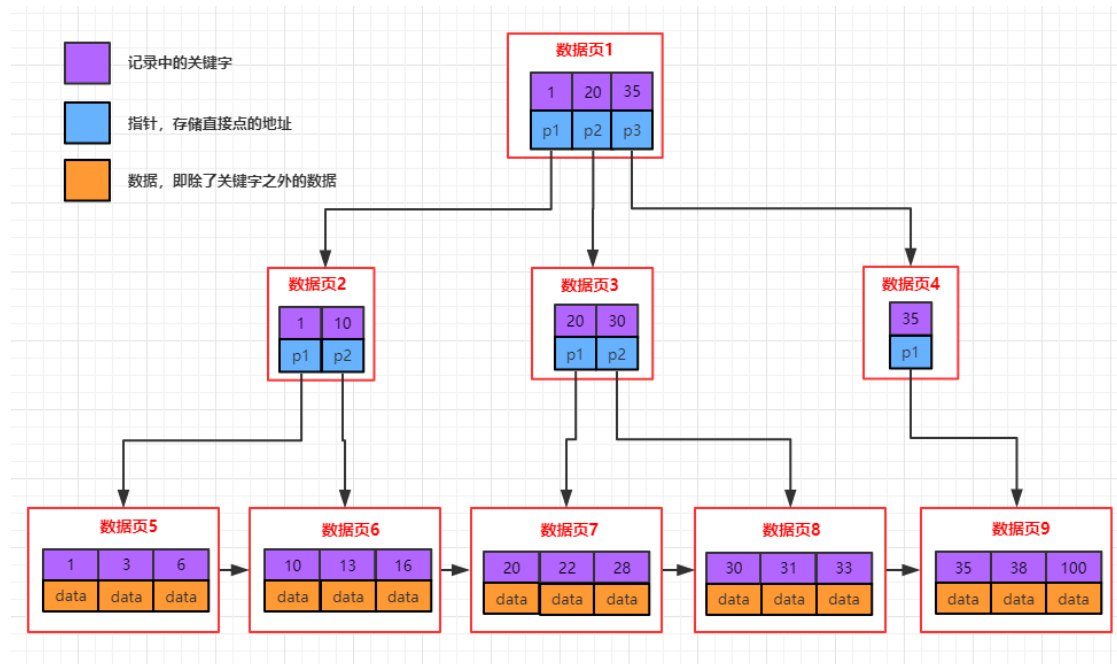 数据页1
记录中的关键字
1 20 35
指针，存储直接点的地址
p1 p2 p3
数据，即除了关键字之外的数据
数据页2 数据页3 数据页4
1 10 20 30 35
p1 p2 p1 p2 p1
数据页5 数据页6 数据页7 数据页8 数据页9
1 3 6 10 13 16 20 22 28 30 31 33 35 38 100
data data data data data data data data data data data data data data data